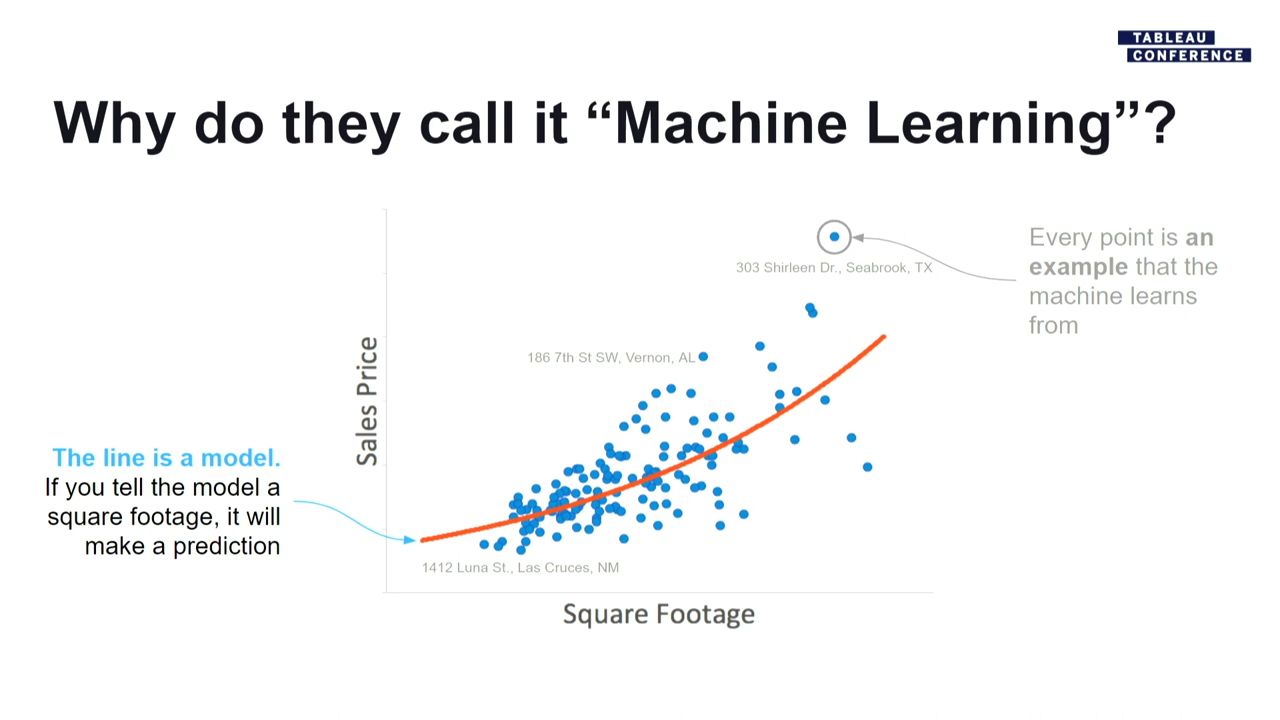 TABLEAU
CONFERENCE
Why do they call it “Machine Learning”?
Every point is an
example that the
machine learns
from
303 Shirleen Dr., Seabrook, TX
186 7th St SW, Vernon, AL
Sales Price
The line is a model.
If you tell the model a
square footage, it will
make a prediction
1412 Luna St., Las Cruces, NM
Square Footage